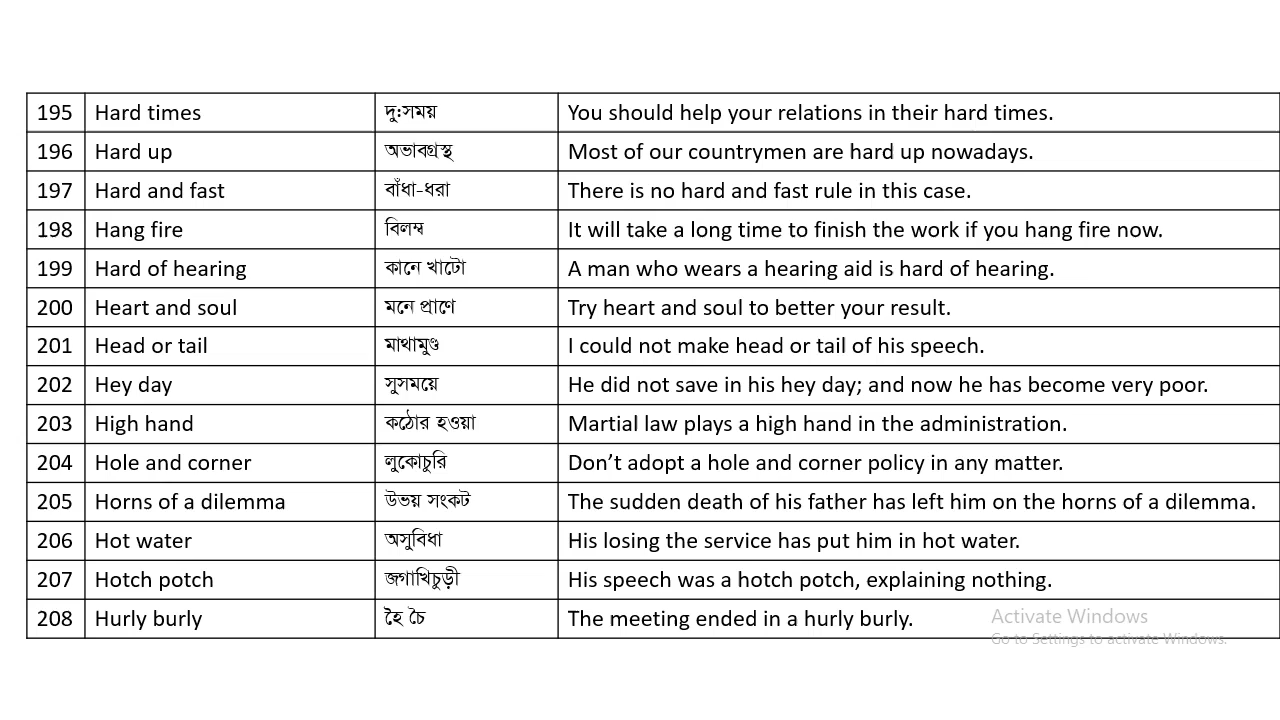 195 Hard times দু:সময় You should help your relations in their hard times.
196 Hard up অভাবগ্রস্থ Most of our countrymen are hard up nowadays.
197 Hard and fast বাঁধা-ধরা There is no hard and fast rule in this case.
198 Hang fire বিলম্ব It will take a long time to finish the work if you hang fire now.
199 Hard of hearing কানে খাটো A man who wears a hearing aid is hard of hearing.
200 Heart and soul মনে প্রাণে Try heart and soul to better your result.
201 Head or tail মাথামুণ্ড I could not make head or tail of his speech.
202 Hey day সুসময়ে He did not save in his hey day; and now he has become very poor.
203 High hand কঠোর হওয়া Martial law plays a high hand in the administration.
204 Hole and corner লুকোচুরি Don’t adopt a hole and corner policy in any matter.
205 Horns of a dilemma উভয় সংকট The sudden death of his father has left him on the horns of a dilemma.
206 Hot water অসুবিধা His losing the service has put him in hot water.
207 Hotch potch জগাখিচুড়ী His speech was a hotch potch, explaining nothing.
208 Hurly burly হৈ চৈ The meeting ended in a hurly burly.
Activate Windows
Go to Settings to activate Windows.